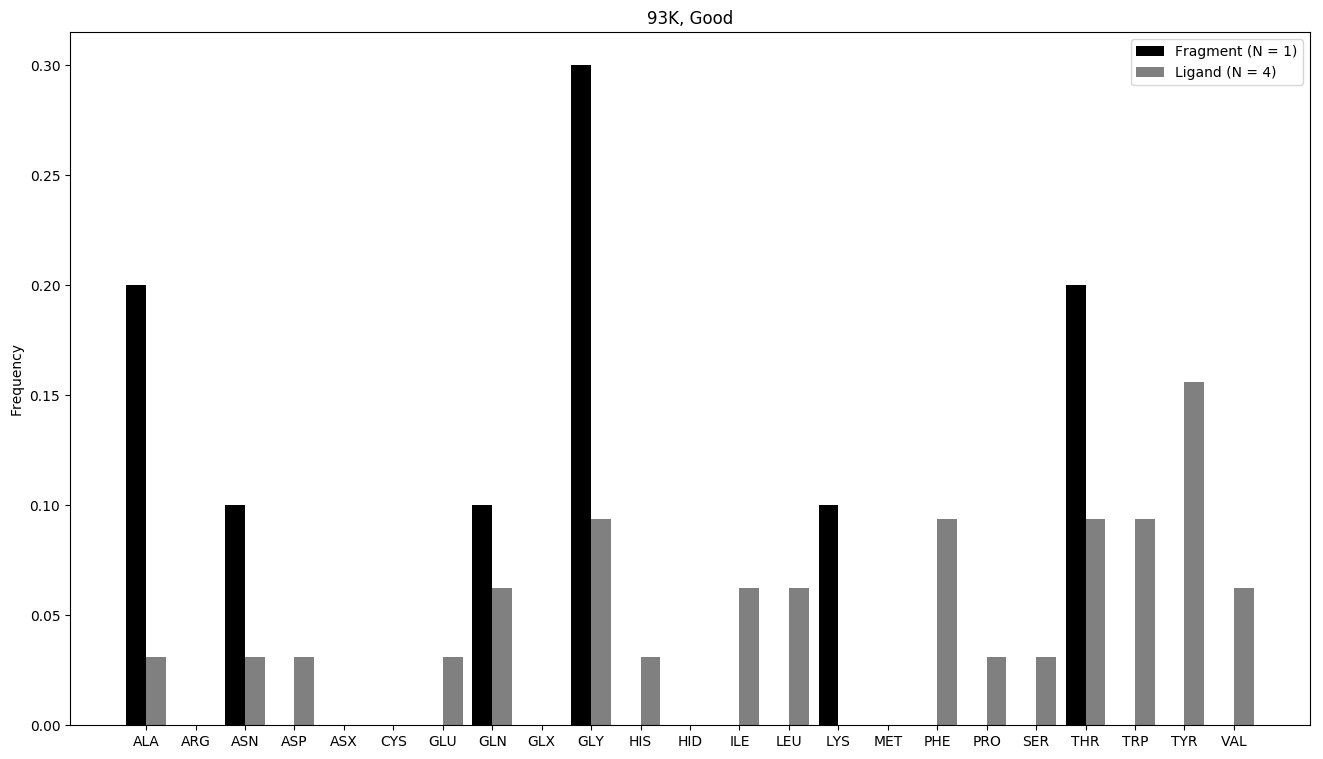 93K, Good
Fragment (N = 1)
Ligand (N = 4)
Frequency
0.30
0.25
0.20
0.15
0.10
0.05
0.00
ALA ARG ASN ASP ASX CYS GLU GLN GLX GLY HIS HID ILE LEU LYS MET PHE PRO SER THR TRP TYR VAL